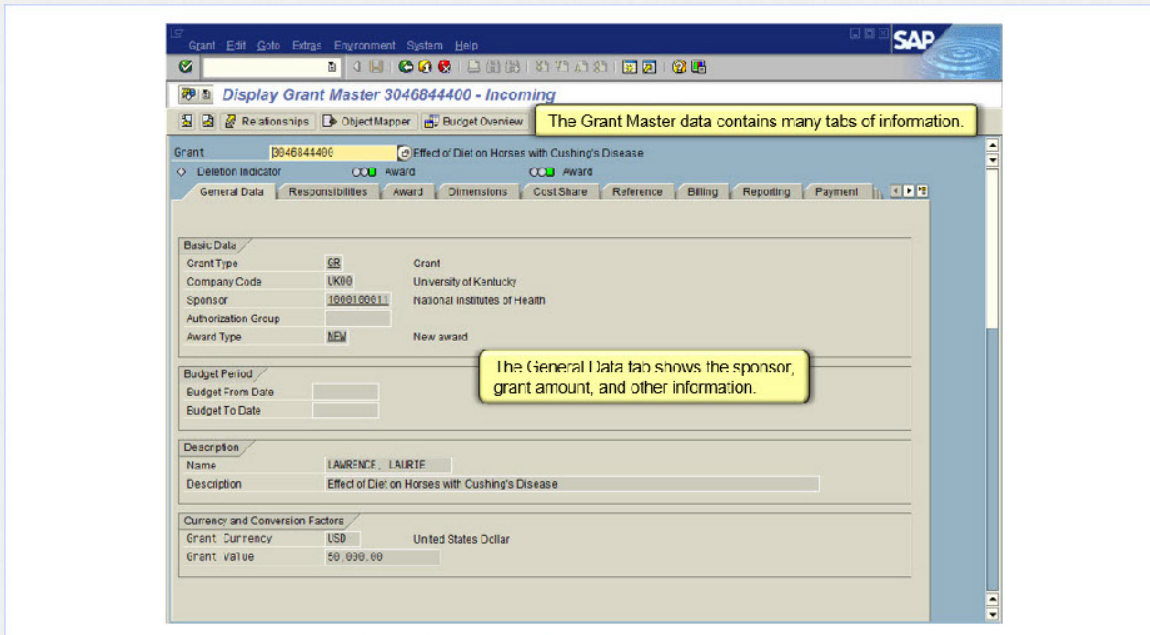 Grant Edit Goto Extras Environment System Help
SAP
Display Grant Master 3046844400 - Incoming
Relationships Object Mapper Budget Overview
The Grant Master data contains many tabs of information.
Grant 3046844400 Effect of Diet on Horses with Cushing's Disease
Deletion Indicator Award Award
General Data Responsibilities Award Dimensions Cost Share Reference Billing Reporting Payment
Basic Data
Grant Type GR Grant
Company Code UK00 University of Kentucky
Sponsor 1000100011 National Institutes of Health
Authorization Group
Award Type NEW New award
The General Data tab shows the sponsor,
grant amount, and other information.
Budget Period
Budget From Date
Budget To Date
Description
Name LAWRENCE, LAURIE
Description Effect of Diet on Horses with Cushing's Disease
Currency and Conversion Factors
Grant Currency USD United States Dollar
Grant Value 50,000.00